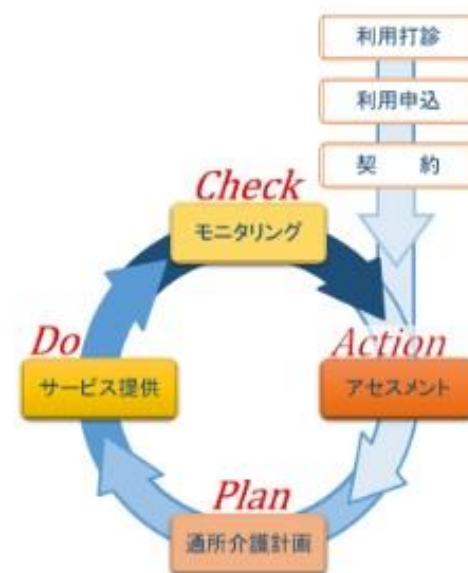 利用打診
利用申込
契　　約
Check
モニタリング
Do
サービス提供
Action
アセスメント
Plan
通所介護計画